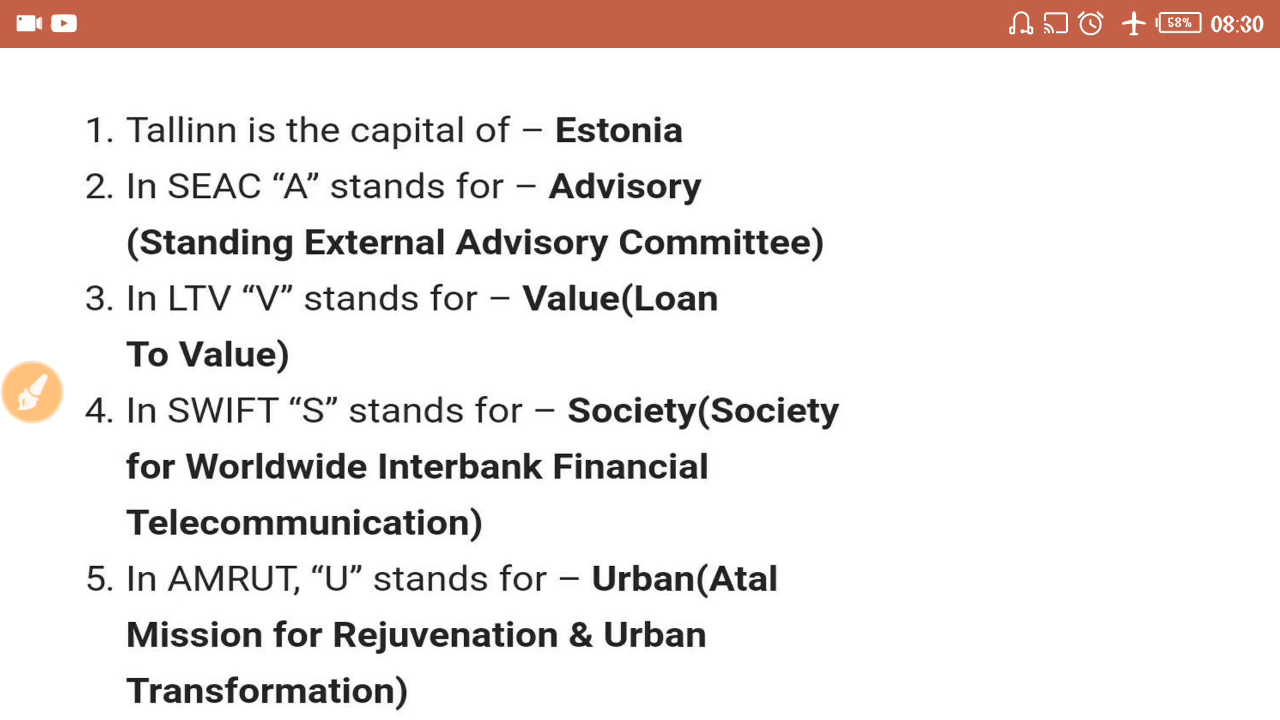 58% 08:30
1. Tallinn is the capital of – Estonia
2. In SEAC “A” stands for – Advisory
(Standing External Advisory Committee)
3. In LTV “V” stands for – Value(Loan
To Value)
4. In SWIFT “S” stands for – Society(Society
for Worldwide Interbank Financial
Telecommunication)
5. In AMRUT, “U” stands for – Urban(Atal
Mission for Rejuvenation & Urban
Transformation)